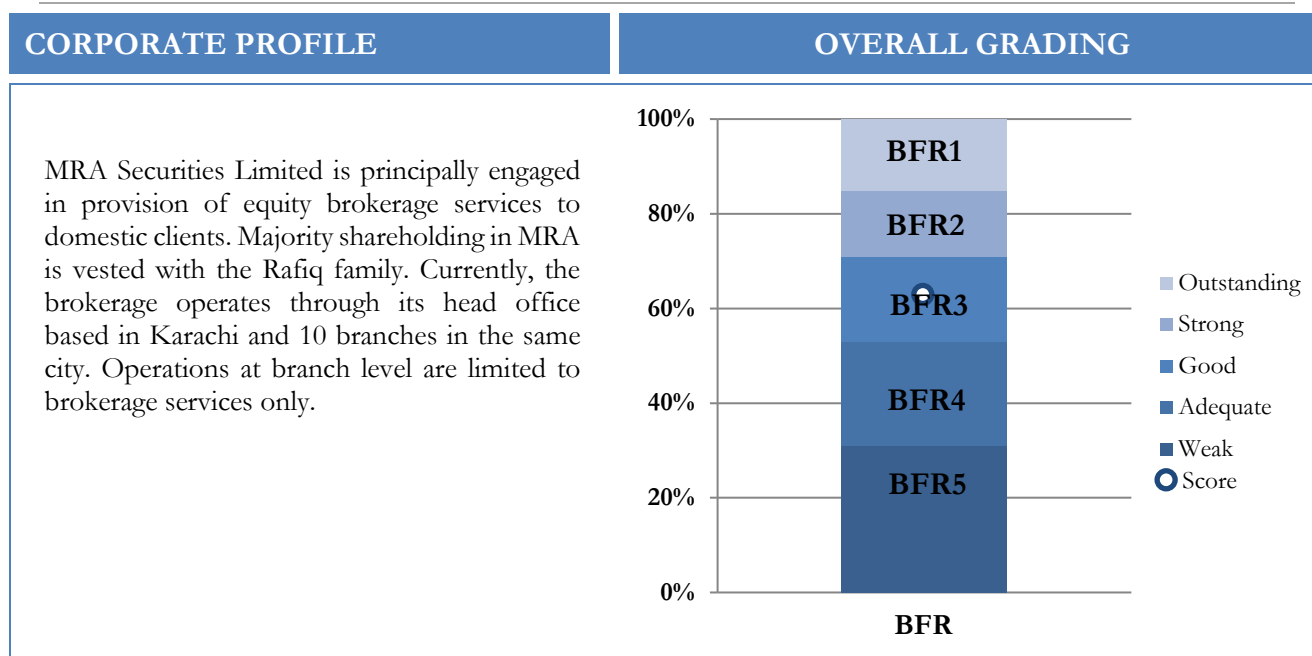 CORPORATE PROFILE
OVERALL GRADING
MRA Securities Limited is principally engaged
in provision of equity brokerage services to
domestic clients. Majority shareholding in MRA
is vested with the Rafiq family. Currently, the
brokerage operates through its head office
based in Karachi and 10 branches in the same
city. Operations at branch level are limited to
brokerage services only.
100%
80%
60%
40%
20%
0%
BFR1
BFR2
BFR3
BFR4
BFR5
BFR
Outstanding
Strong
Good
Adequate
Weak
Score